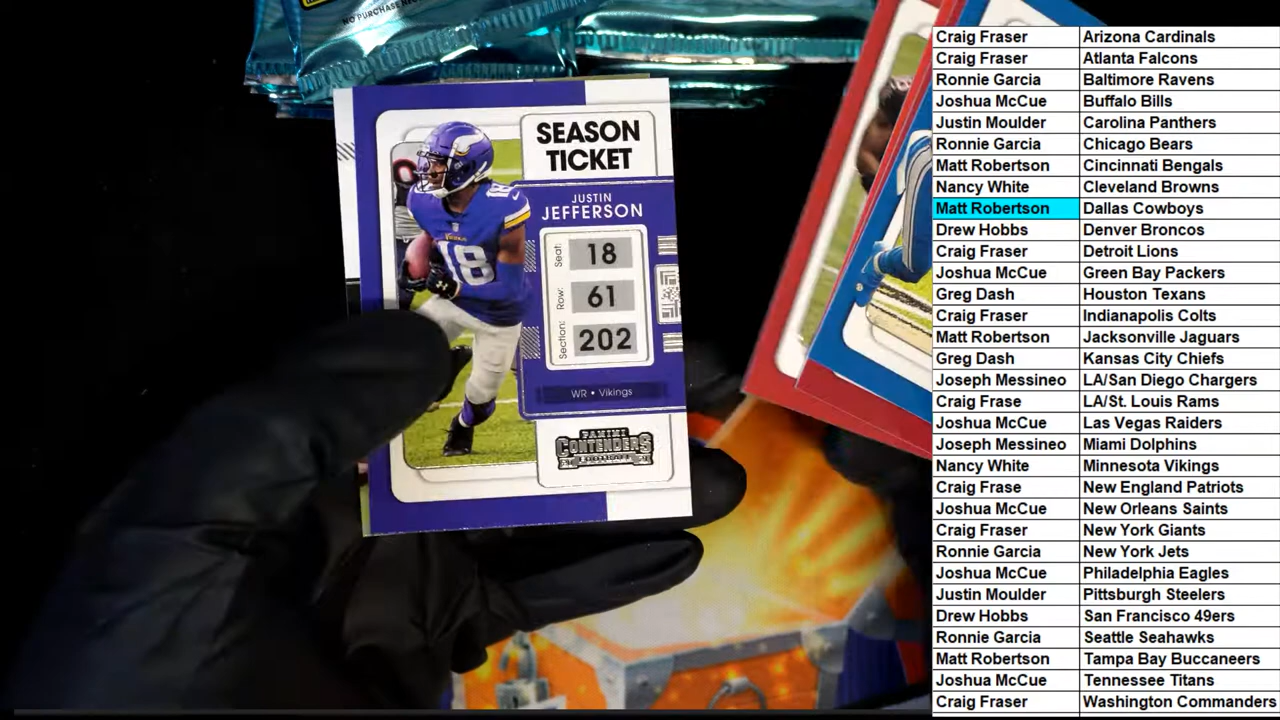 NO PURCHASE
SEASON
TICKET
JUSTIN
JEFFERSON
Seat: 18
Row: 61
Section: 202
WR • Vikings
PANINI
CONTENDERS
FOOTBALL
18
Craig Fraser Arizona Cardinals
Craig Fraser Atlanta Falcons
Ronnie Garcia Baltimore Ravens
Joshua McCue Buffalo Bills
Justin Moulder Carolina Panthers
Ronnie Garcia Chicago Bears
Matt Robertson Cincinati Bengals
Nancy White Cleveland Browns
Matt Robertson Dallas Cowboys
Drew Hobbs Denver Broncos
Craig Fraser Detroit Lions
Joshua McCue Green Bay Packers
Greg Dash Houston Texans
Craig Fraser Indianapolis Colts
Matt Robertson Jacksonville Jaguars
Greg Dash Kansas City Chiefs
Joseph Messineo LA/San Diego Chargers
Craig Frase LA/St. Louis Rams
Joshua McCue Las Vegas Raiders
Joseph Messineo Miami Dolphins
Nancy White Minnesota Vikings
Craig Frase New England Patriots
Joshua McCue New Orleans Saints
Craig Fraser New York Giants
Ronnie Garcia New York Jets
Joshua McCue Philadelphia Eagles
Justin Moulder Pittsburgh Steelers
Drew Hobbs San Francisco 49ers
Ronnie Garcia Seattle Seahawks
Matt Robertson Tampa Bay Buccaneers
Joshua McCue Tennessee Titans
Craig Fraser Washington Commanders